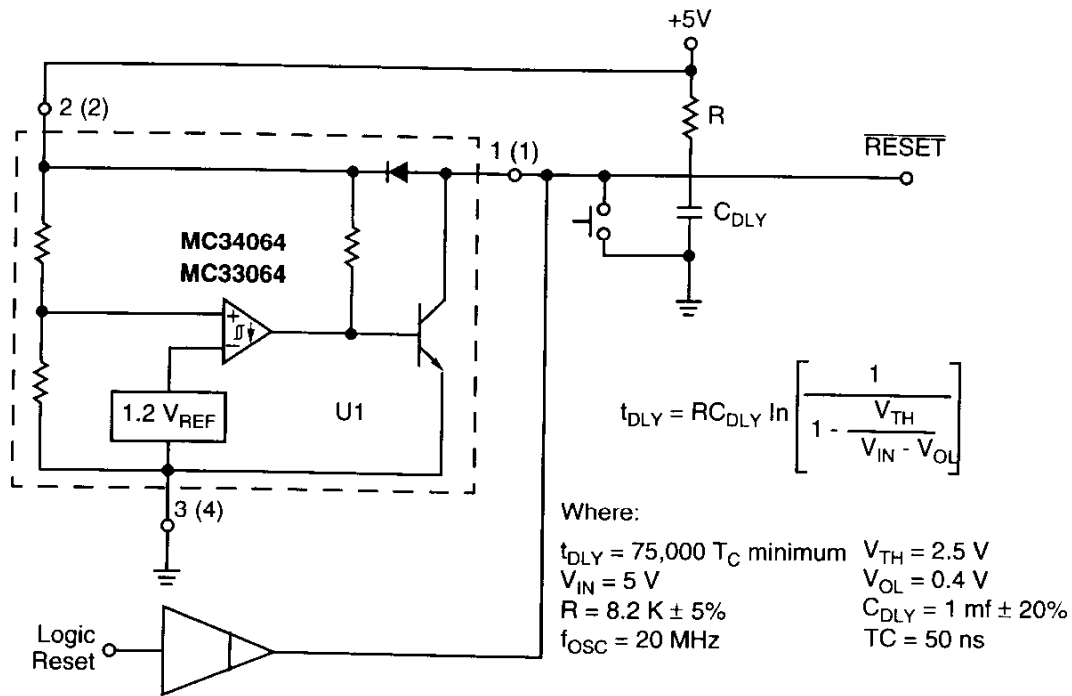 +5V
2 (2)
R
1 (1)
RESET
C_DLY
MC34064
MC33064
+
−
1.2 V_REF
U1
t_DLY = RC_DLY ln [ 1 / (1 - V_TH / (V_IN - V_OL)) ]
3 (4)
Where:
t_DLY = 75,000 T_C minimum V_TH = 2.5 V
V_IN = 5 V V_OL = 0.4 V
R = 8.2 K ± 5% C_DLY = 1 mf ± 20%
f_OSC = 20 MHz TC = 50 ns
Logic
Reset